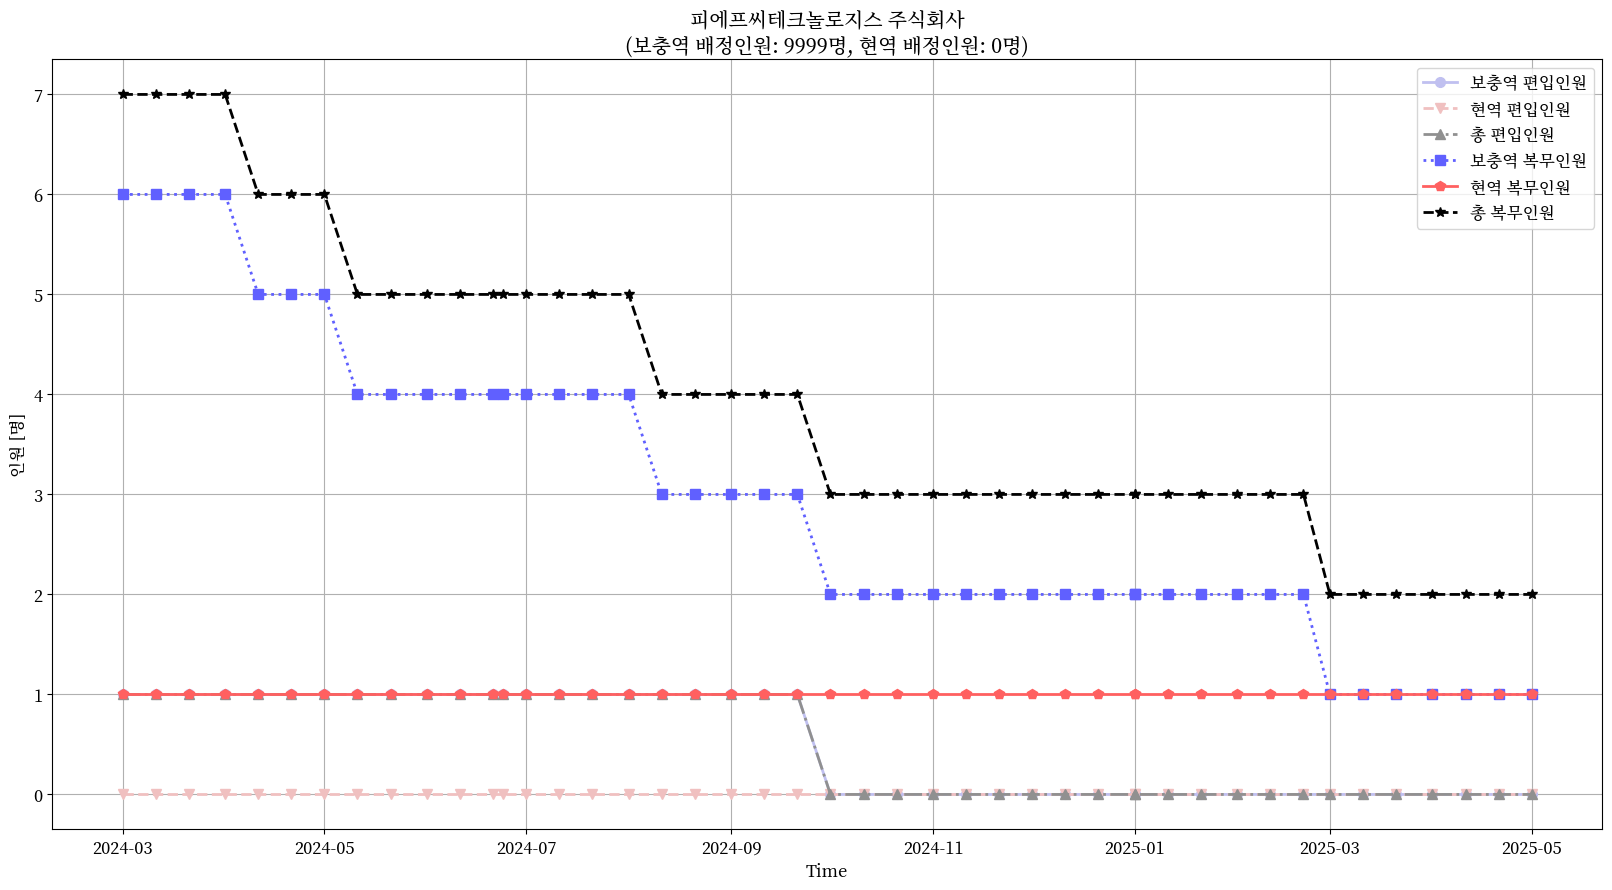 피에프씨테크놀로지스 주식회사
(보충역 배정인원: 9999명, 현역 배정인원: 0명)
보충역 편입인원
현역 편입인원
총 편입인원
보충역 복무인원
현역 복무인원
총 복무인원
인원 [명]
7
6
5
4
3
2
1
0
2024-03
2024-05
2024-07
2024-09
2024-11
2025-01
2025-03
2025-05
Time